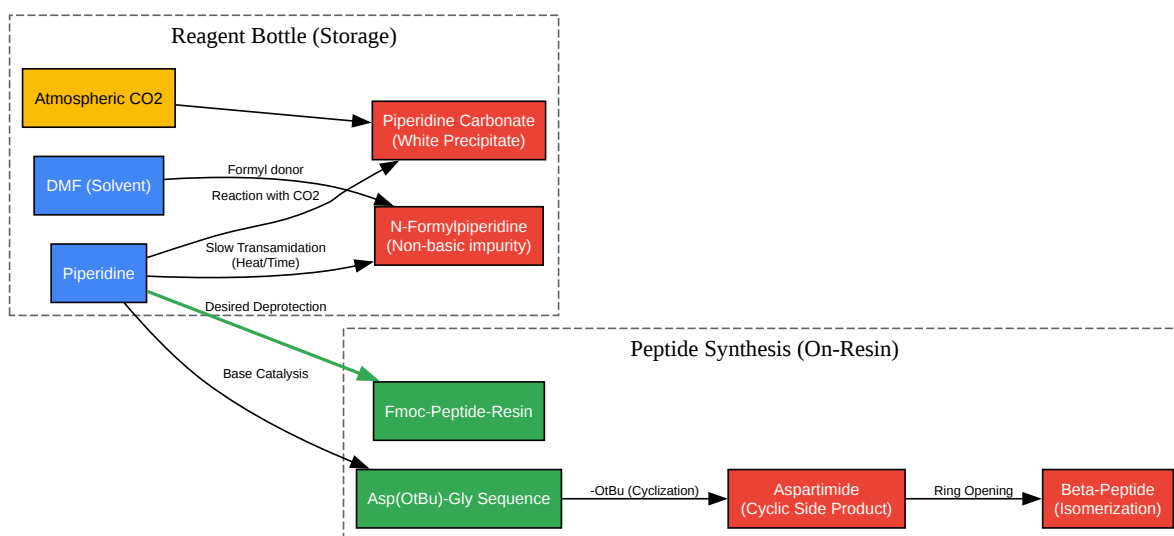 Reagent Bottle (Storage)
Atmospheric CO2
Piperidine Carbonate
(White Precipitate)
DMF (Solvent)
Formyl donor
Reaction with CO2
N-Formylpiperidine
(Non-basic impurity)
Piperidine
Slow Transamidation
(Heat/Time)
Desired Deprotection
Peptide Synthesis (On-Resin)
Base Catalysis
Fmoc-Peptide-Resin
Asp(OtBu)-Gly Sequence
-OtBu (Cyclization)
Aspartimide
(Cyclic Side Product)
Ring Opening
Beta-Peptide
(Isomerization)